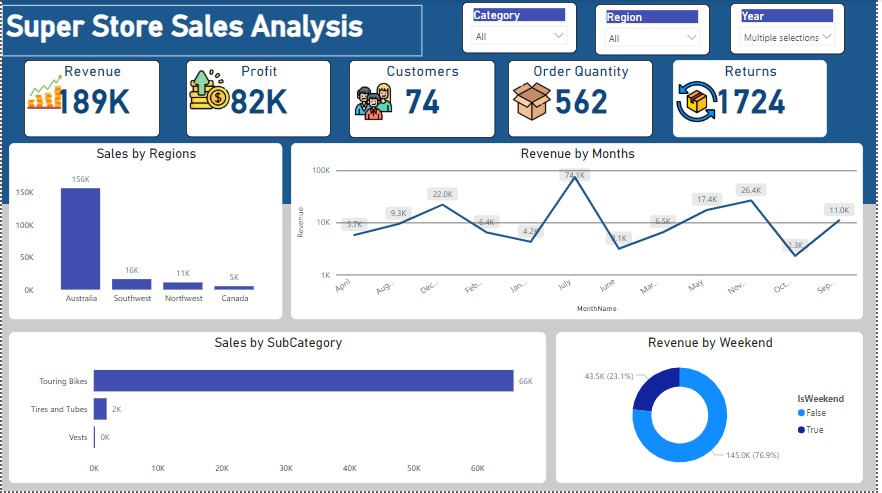 Super Store Sales Analysis
Category
All
Region
All
Year
Multiple selections
Revenue
189K
Profit
82K
Customers
74
Order Quantity
562
Returns
1724
Sales by Regions
150K
100K
50K
0K
156K
16K
11K
5K
Australia
Southwest
Northwest
Canada
Revenue by Months
Revenue
100K
10K
1K
5.7K
9.3K
22.0K
6.4K
4.2K
74.1K
3.1K
6.5K
17.4K
26.4K
2.3K
11.0K
April
Aug...
Dec...
Feb...
Jan...
July
June
Mar...
May
Nov...
Oct...
Sep...
MonthName
Sales by SubCategory
Touring Bikes
66K
Tires and Tubes
2K
Vests
0K
0K
10K
20K
30K
40K
50K
60K
Revenue by Weekend
43.5K (23.1%)
145.0K (76.9%)
IsWeekend
False
True